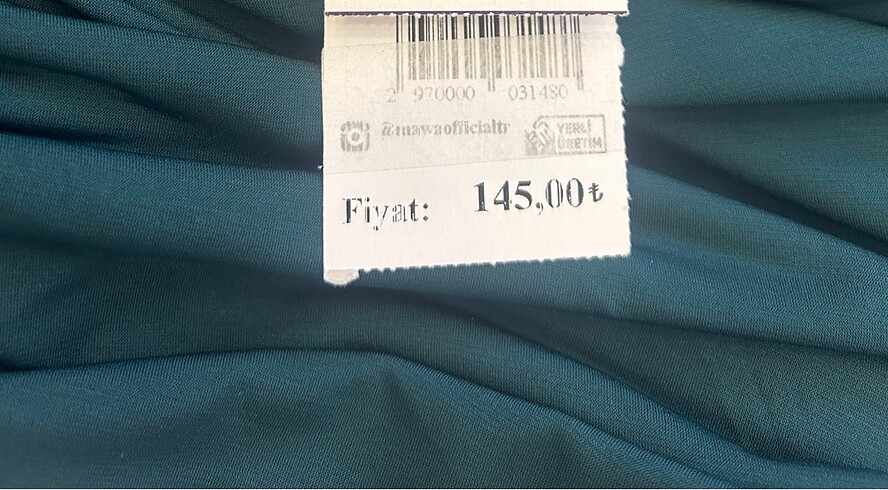 2 970000 031480
@mawaofficialtr
YERLİ
ÜRETİM
Fiyat: 145,00₺